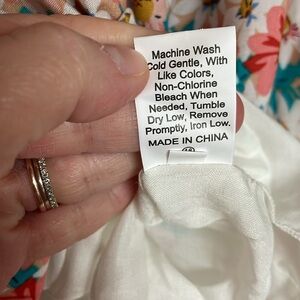 Machine Wash
Cold Gentle, With
Like Colors,
Non-Chlorine
Bleach When
Needed, Tumble
Dry Low, Remove
Promptly, Iron Low.
MADE IN CHINA